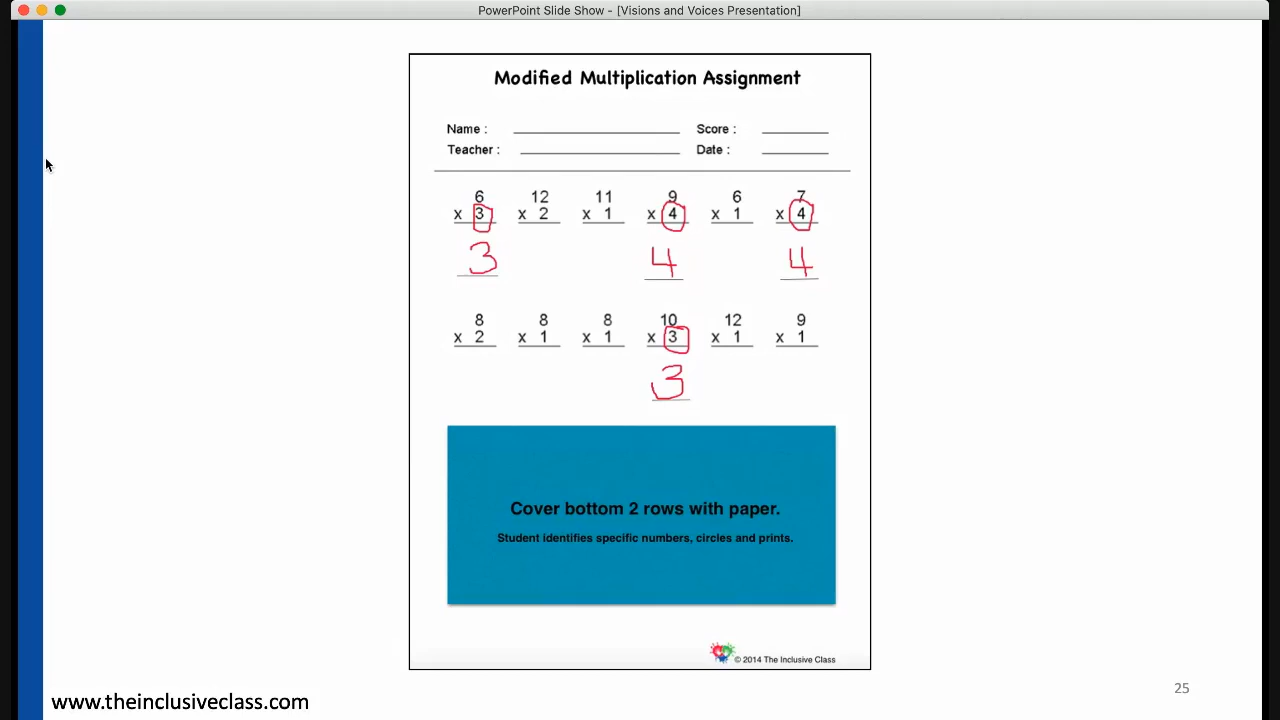 PowerPoint Slide Show - [Visions and Voices Presentation]
Modified Multiplication Assignment
Name : Score :
Teacher : Date :
6 12 11 9 6 7
x 3 x 2 x 1 x 4 x 1 x 4
3 4 4
8 8 8 10 12 9
x 2 x 1 x 1 x 3 x 1 x 1
3
Cover bottom 2 rows with paper.
Student identifies specific numbers, circles and prints.
© 2014 The Inclusive Class
25
www.theinclusiveclass.com